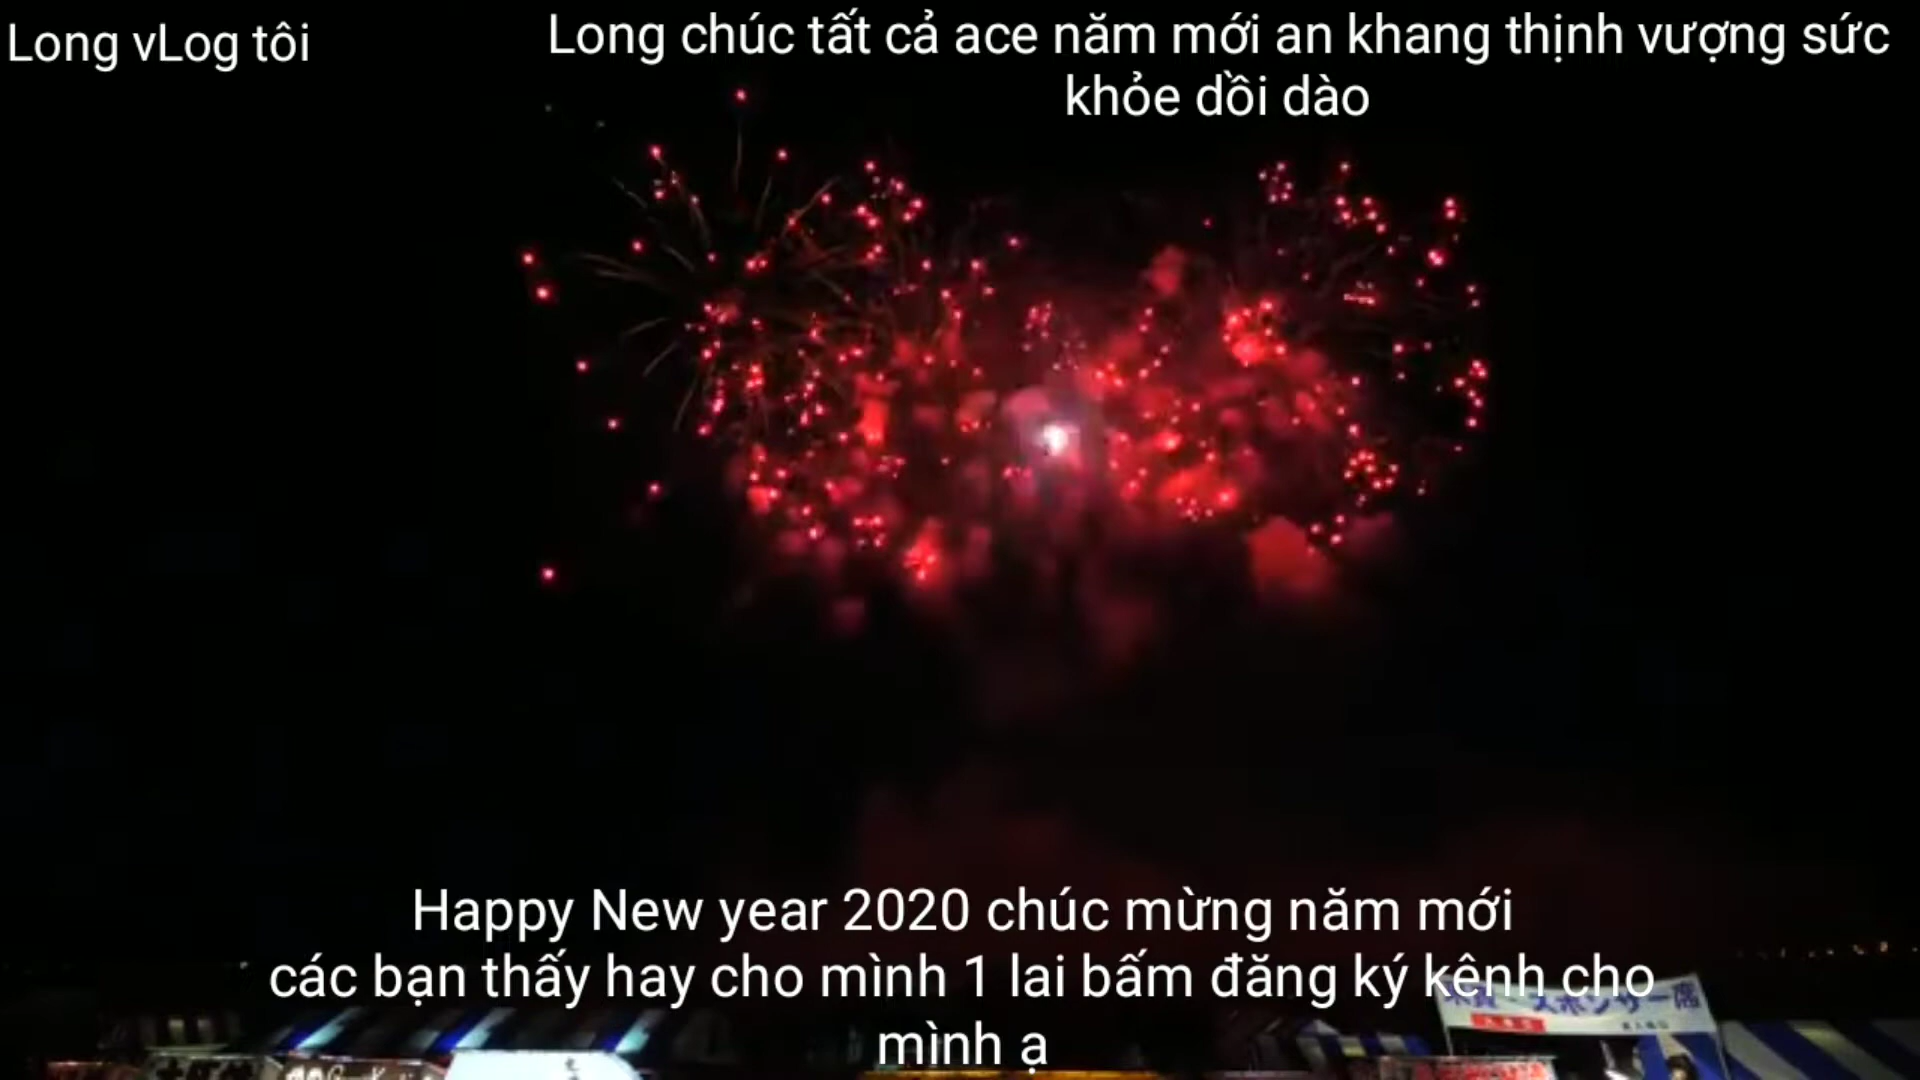 Long vLog tôi
Long chúc tất cả ace năm mới an khang thịnh vượng sức
khỏe dồi dào
Happy New year 2020 chúc mừng năm mới
các bạn thấy hay cho mình 1 lai bấm đăng ký kênh cho
mình ạ